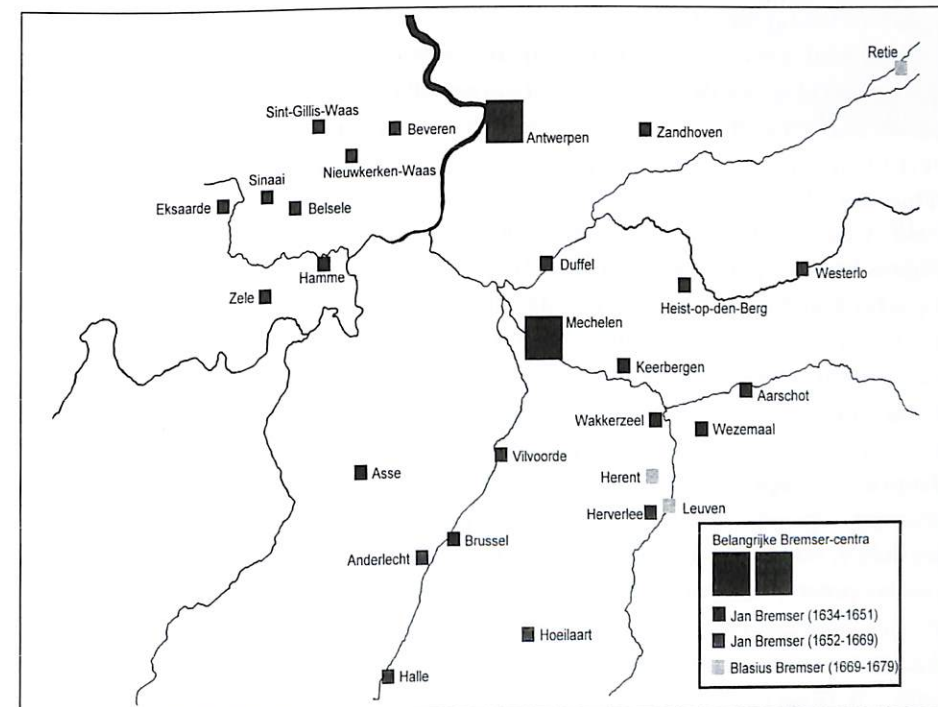 Retie
Sint-Gillis-Waas
Beveren
Antwerpen
Zandhoven
Nieuwkerken-Waas
Sinaai
Eksaarde
Belsele
Hamme
Duffel
Westerlo
Zele
Heist-op-den-Berg
Mechelen
Keerbergen
Aarschot
Wakkerzeel
Wezemaal
Vilvoorde
Asse
Herent
Leuven
Herverlee
Brussel
Anderlecht
Hoeilaart
Halle
Belangrijke Bremser-centra
Jan Bremser (1634-1651)
Jan Bremser (1652-1669)
Blasius Bremser (1669-1679)